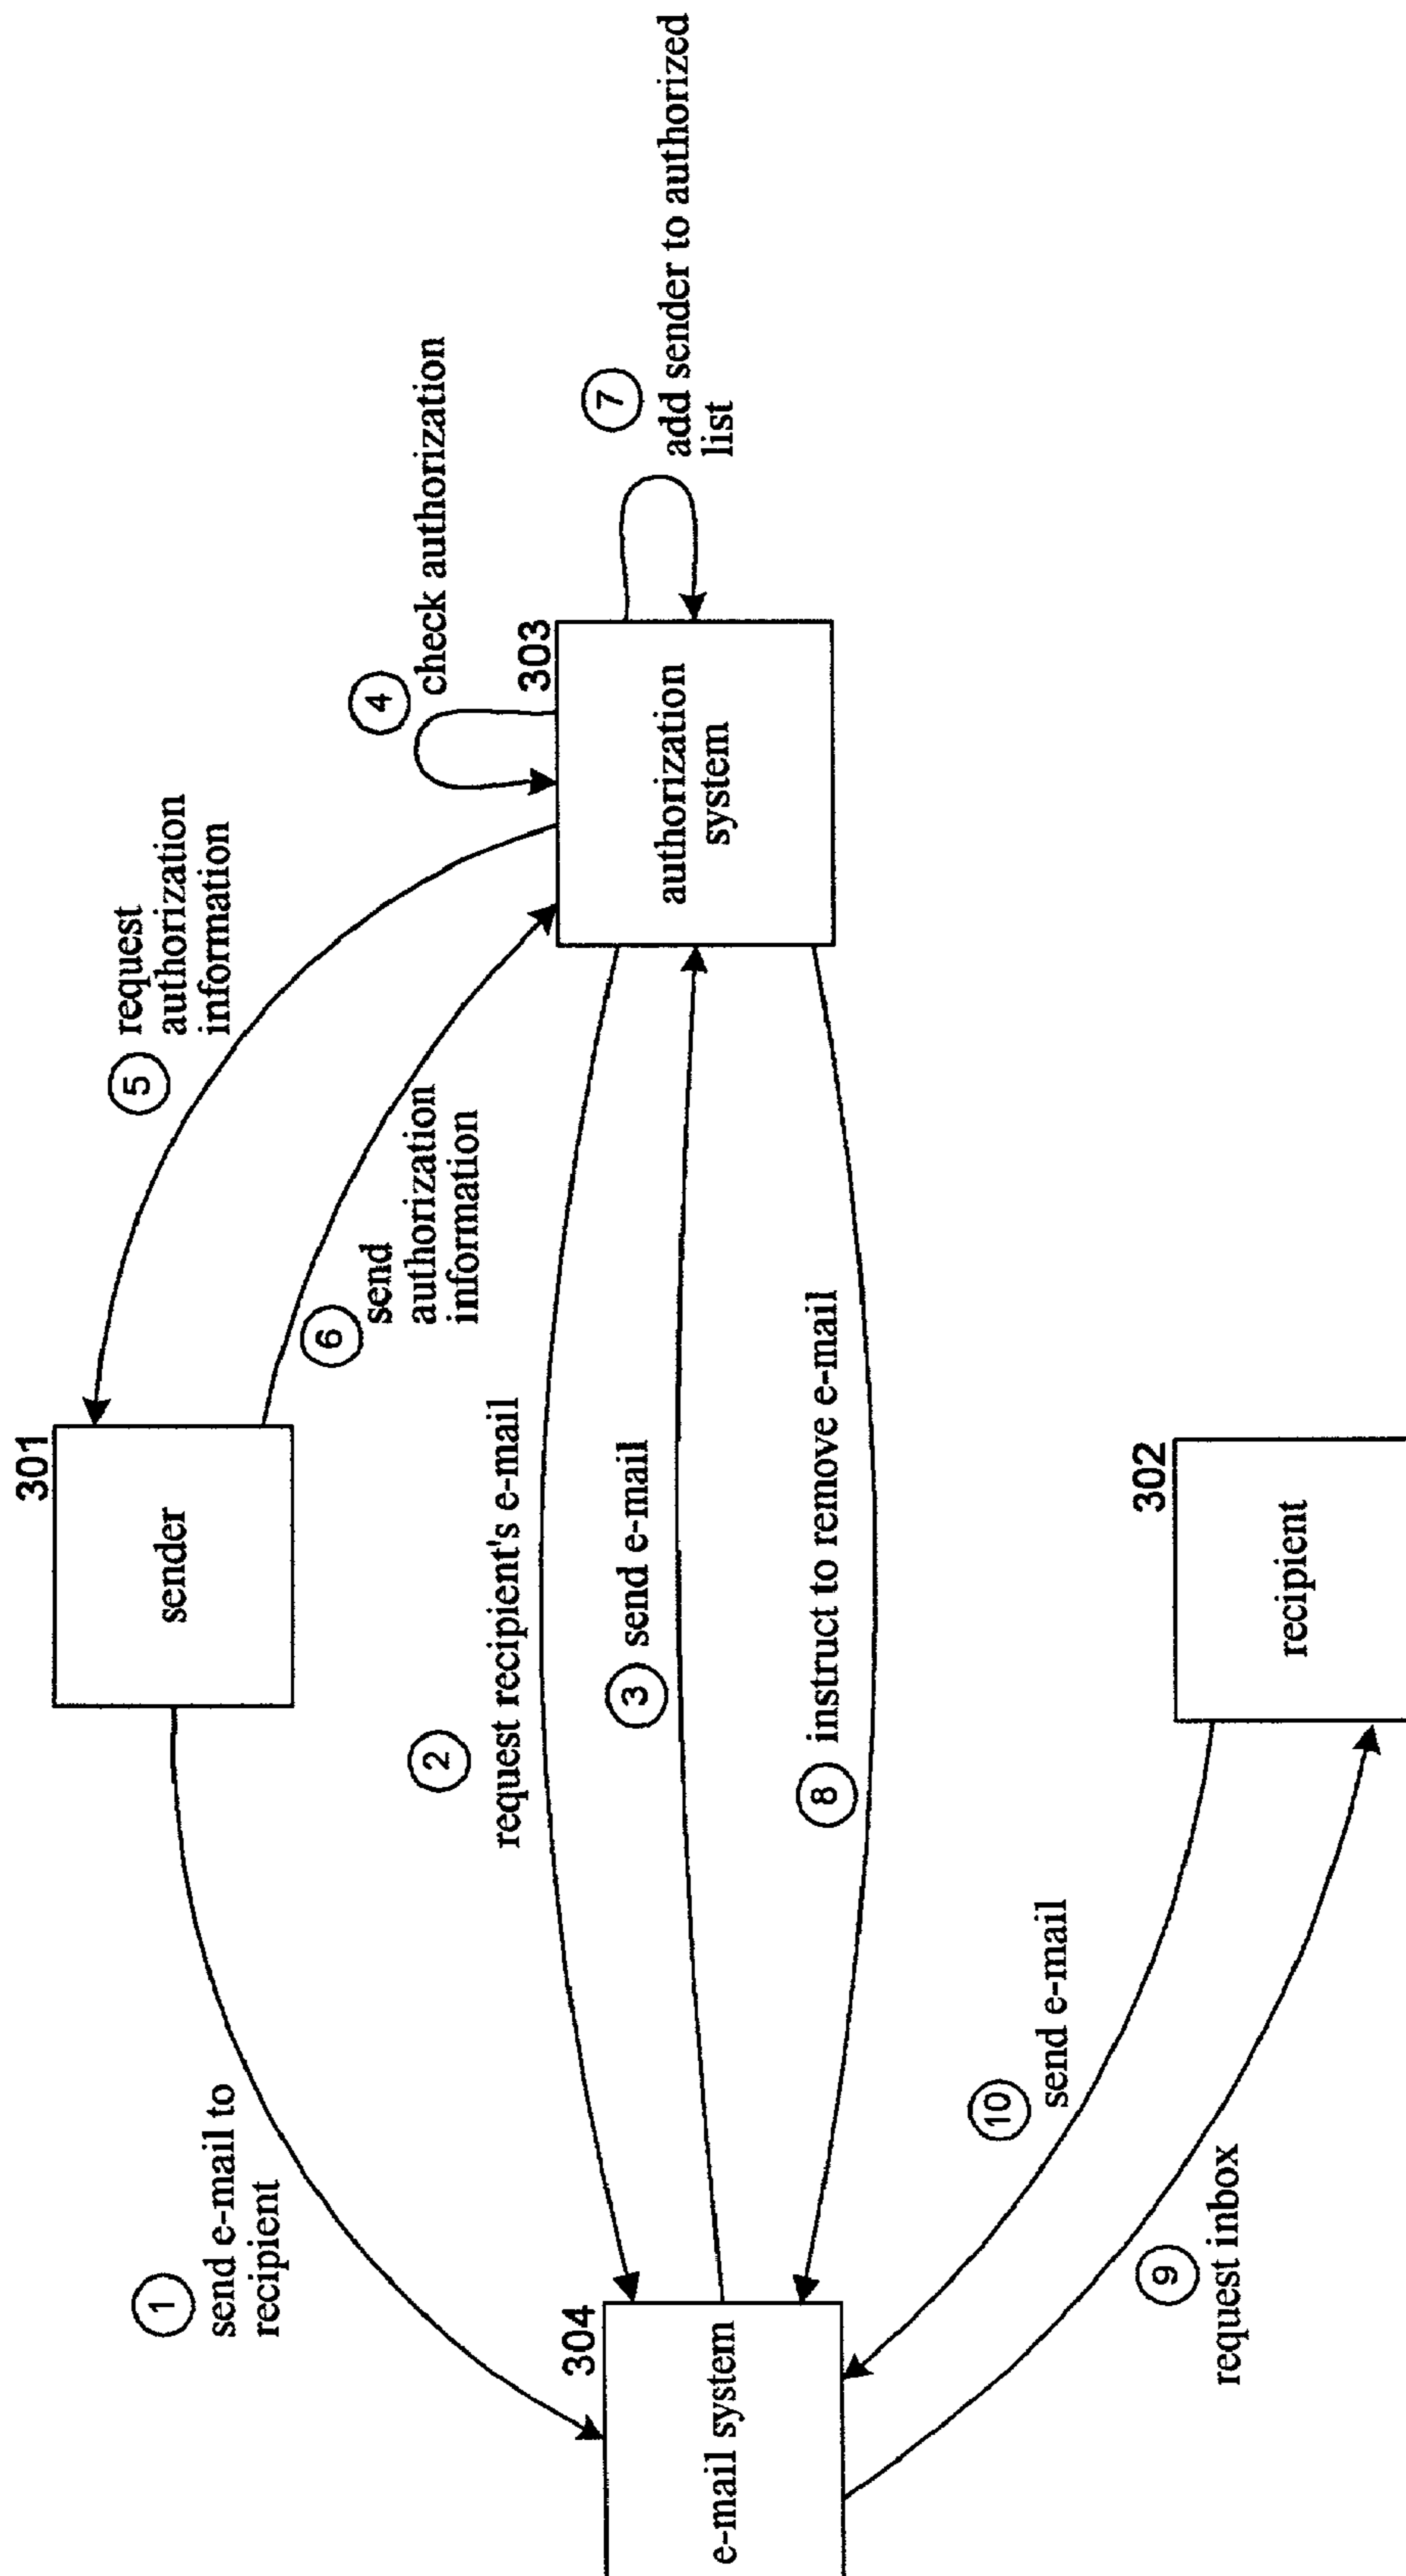 301
sender
1
send e-mail to
recipient
5
request
authorization
information
6
send
authorization
information
4
check authorization
303
authorization
system
7
add sender to authorized
list
2
request recipient's e-mail
3
send e-mail
8
instruct to remove e-mail
304
e-mail system
10
send e-mail
9
request inbox
302
recipient